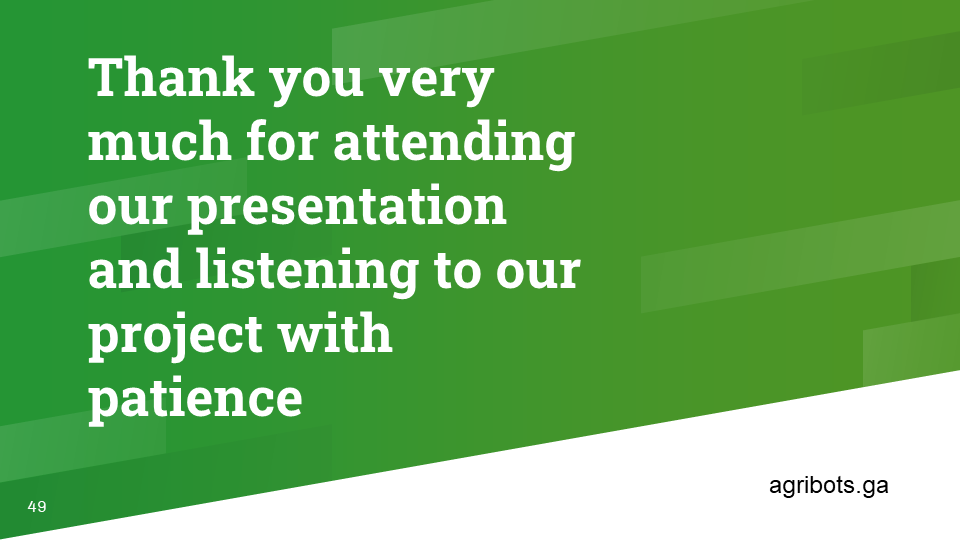 Thank you very
much for attending
our presentation
and listening to our
project with
patience
agribots.ga
49